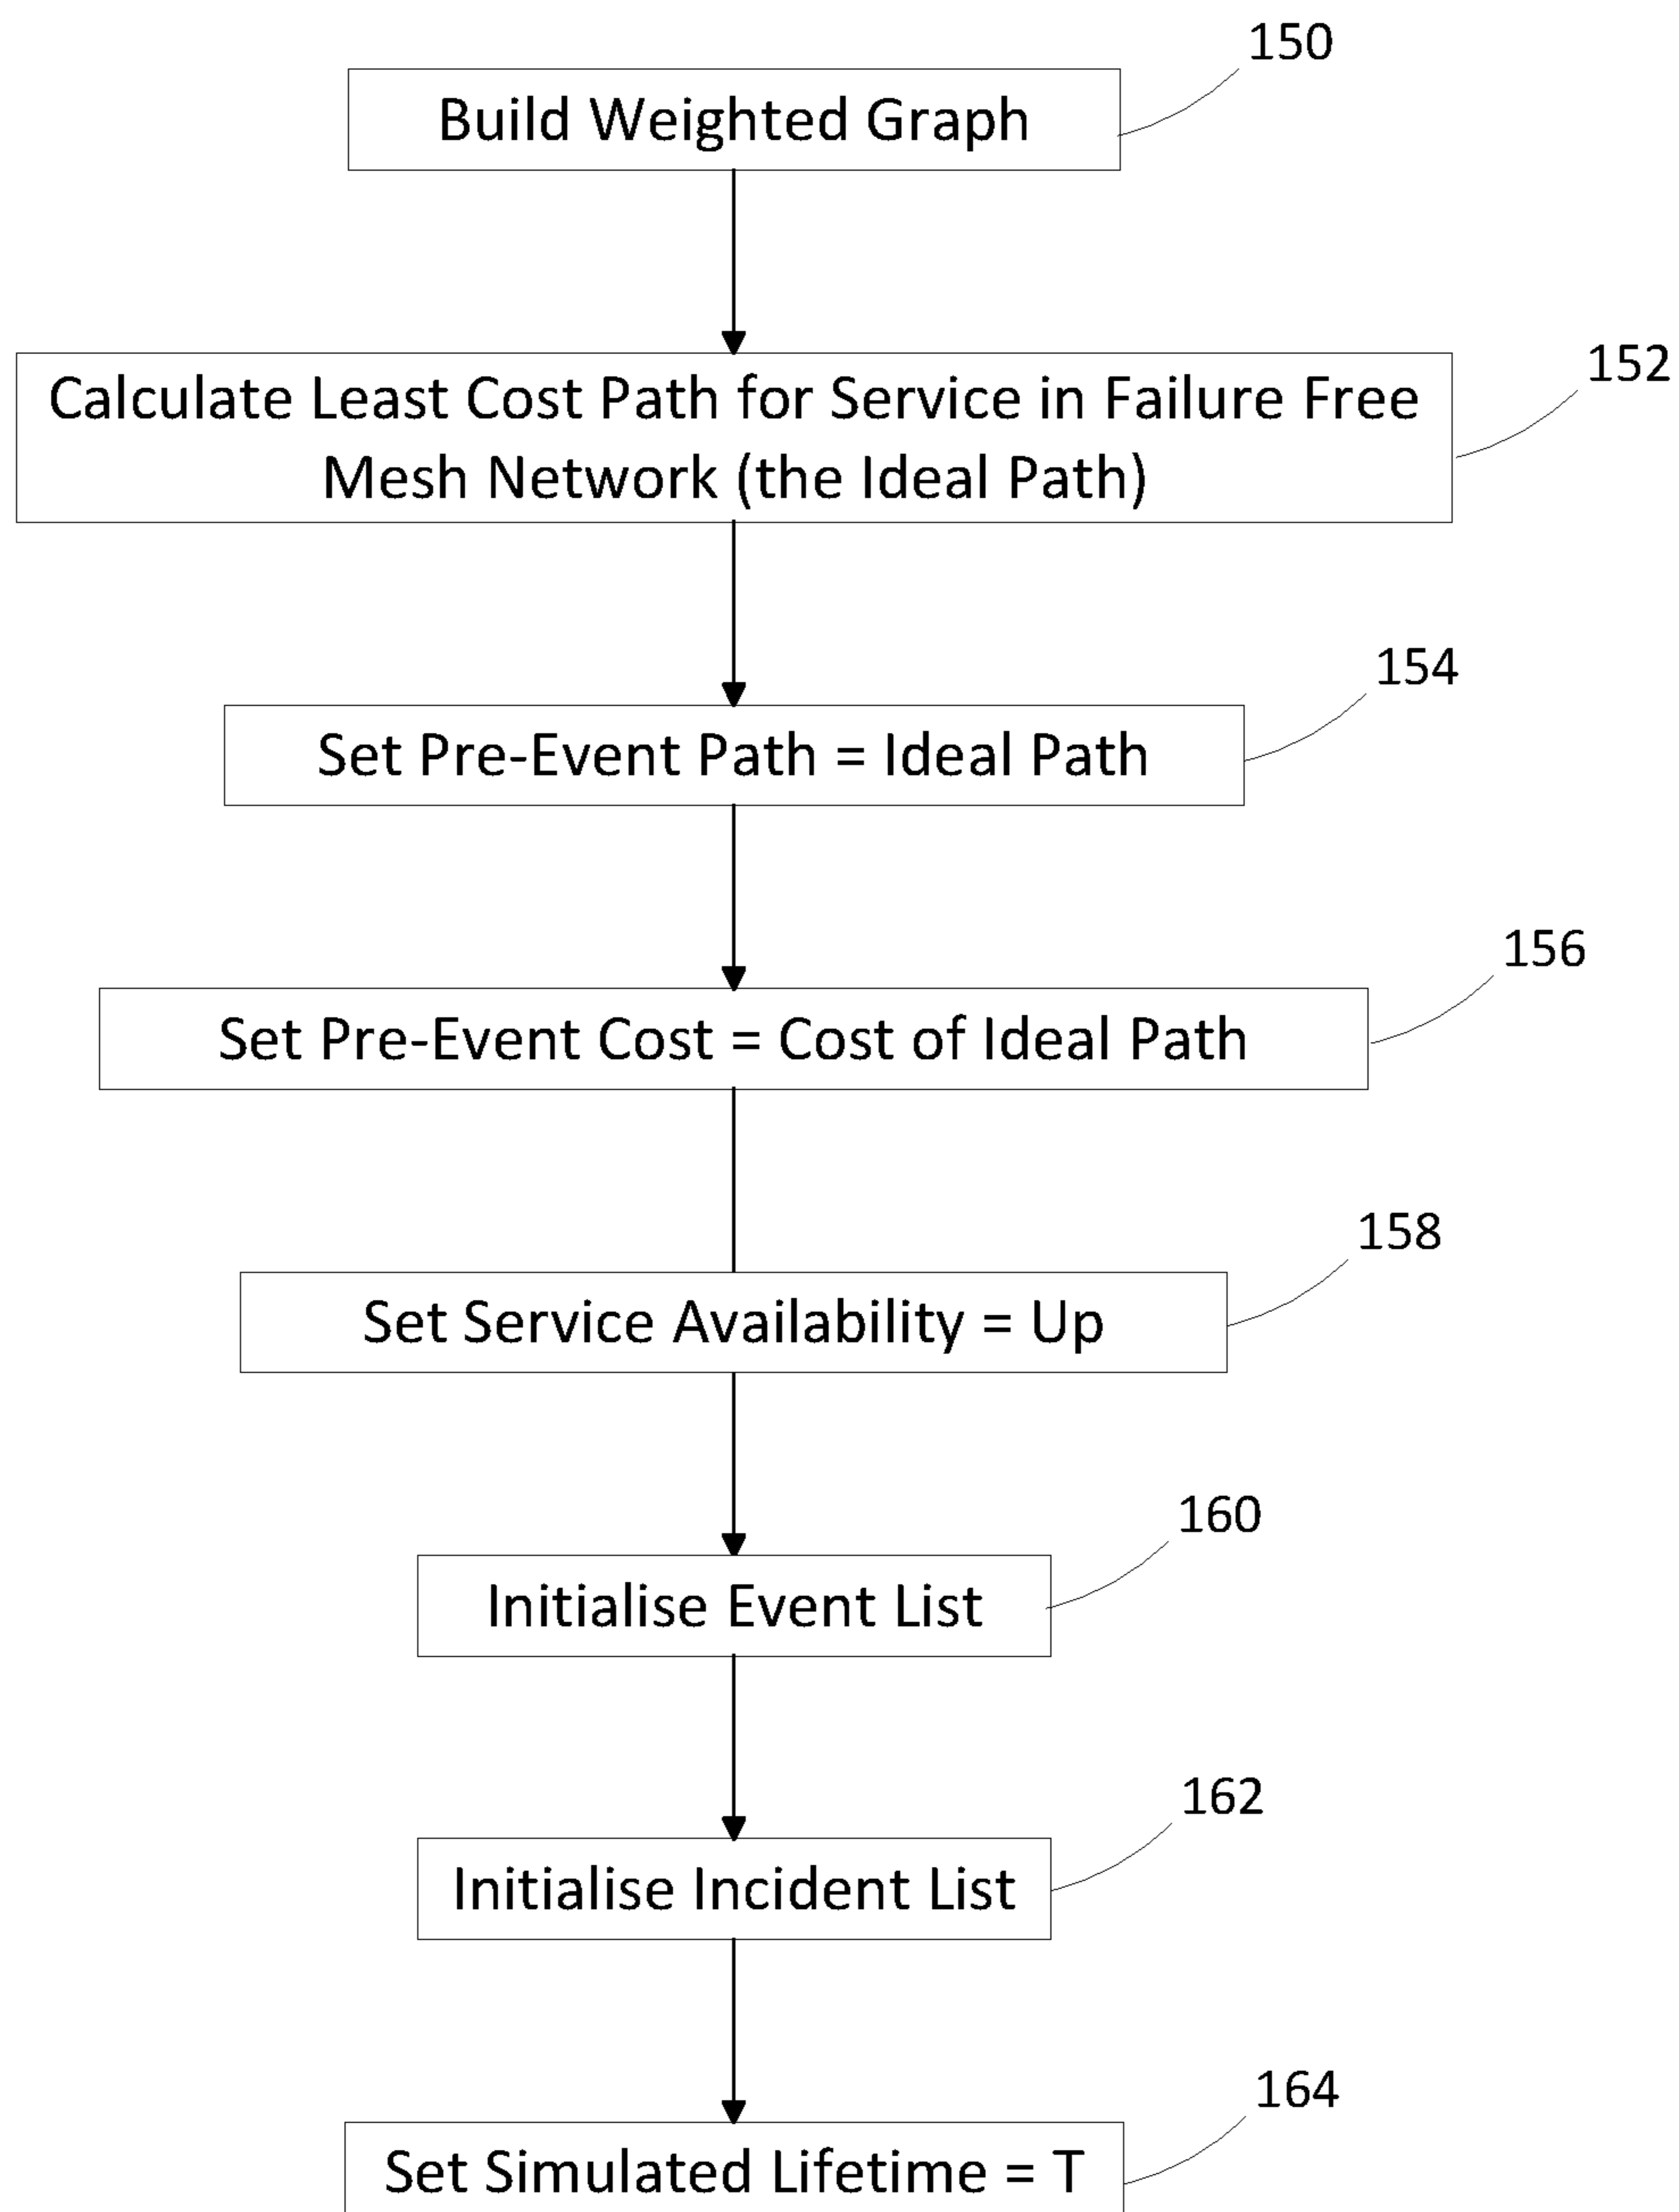 150
Build Weighted Graph
152
Calculate Least Cost Path for Service in Failure Free
Mesh Network (the Ideal Path)
154
Set Pre-Event Path = Ideal Path
156
Set Pre-Event Cost = Cost of Ideal Path
158
Set Service Availability = Up
160
Initialise Event List
162
Initialise Incident List
164
Set Simulated Lifetime = T